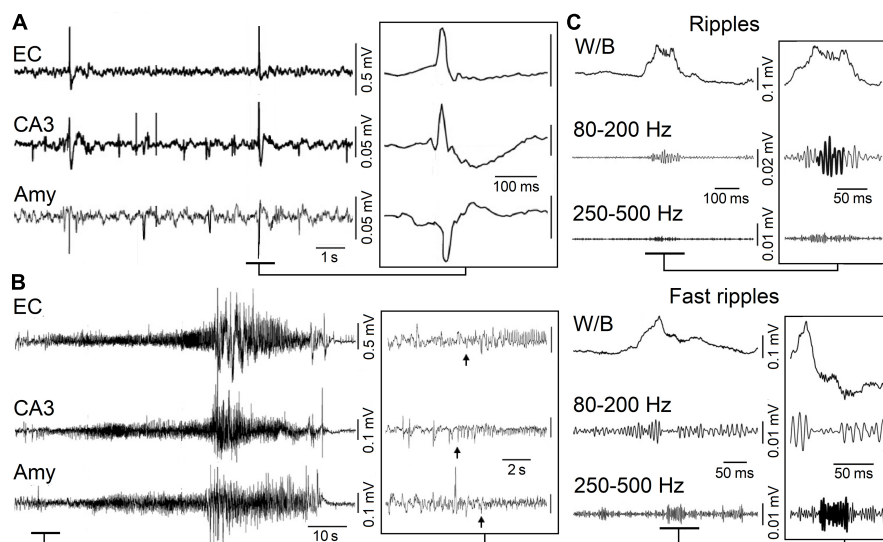 A
EC
0.5 mV
CA3
0.05 mV
100 ms
Amy
0.05 mV
1 s
B
EC
0.5 mV
CA3
0.1 mV
2 s
Amy
0.1 mV
10 s
C
Ripples
W/B
0.1 mV
80-200 Hz
0.02 mV
100 ms
50 ms
250-500 Hz
0.01 mV
Fast ripples
W/B
0.1 mV
80-200 Hz
0.01 mV
50 ms
50 ms
250-500 Hz
0.01 mV